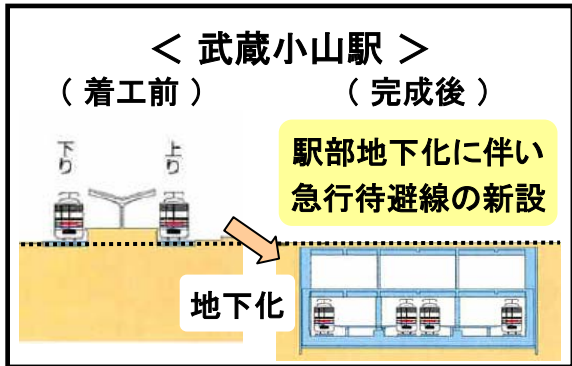 ＜ 武蔵小山駅 ＞
（ 着工前 ）
（ 完成後 ）
下り
上り
駅部地下化に伴い
急行待避線の新設
地下化